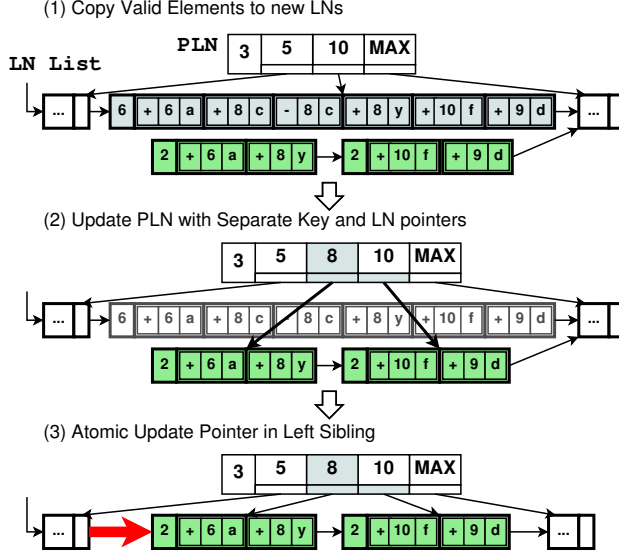 (1) Copy Valid Elements to new LNs
PLN 3 5 10 MAX
LN List
... 6 + 6 a + 8 c - 8 c + 8 y + 10 f + 9 d ...
2 + 6 a + 8 y 2 + 10 f + 9 d
(2) Update PLN with Separate Key and LN pointers
3 5 8 10 MAX
... 6 + 6 a + 8 c - 8 c + 8 y + 10 f + 9 d ...
2 + 6 a + 8 y 2 + 10 f + 9 d
(3) Atomic Update Pointer in Left Sibling
3 5 8 10 MAX
... 2 + 6 a + 8 y 2 + 10 f + 9 d ...